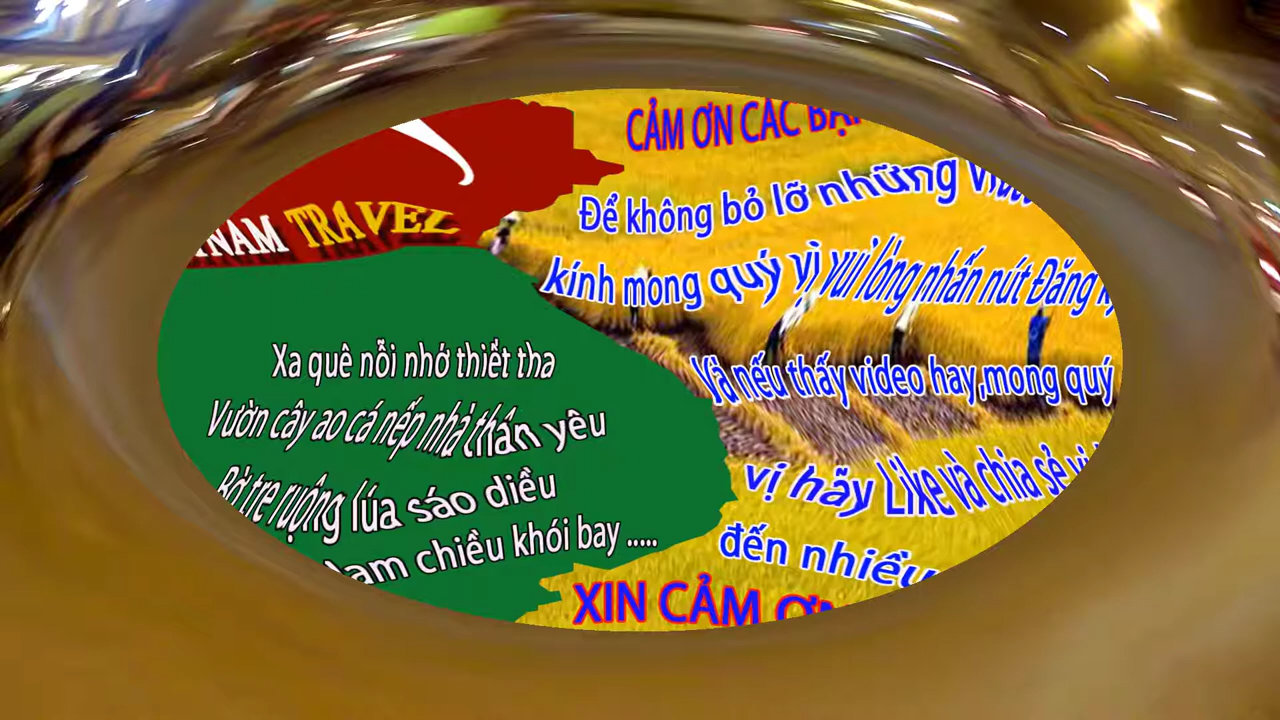 NAM TRAVEL
Xa quê nỗi nhớ thiết tha
Vườn cây ao cá nếp nhà thân yêu
Bờ tre ruộng lúa sáo diều
chiều khói bay .....
CẢM ƠN CÁC BẠN
Để không bỏ lỡ những
kính mong quý vị vui lòng nhấn nút Đăng
Và nếu thấy video hay,mong quý
vị hãy Like và chia sẻ
đến nhiều
XIN CẢM ƠN